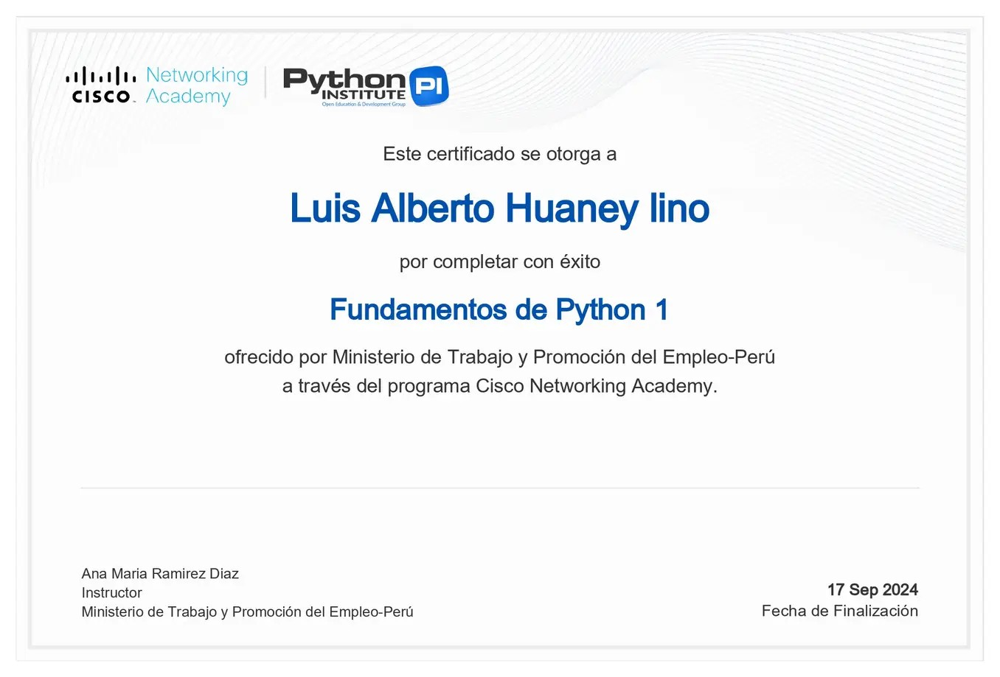 CISCO Networking Academy
Python INSTITUTE PI
Open Education & Development Group
Este certificado se otorga a
Luis Alberto Huaney lino
por completar con éxito
Fundamentos de Python 1
ofrecido por Ministerio de Trabajo y Promoción del Empleo-Perú
a través del programa Cisco Networking Academy.
Ana Maria Ramirez Diaz
Instructor
Ministerio de Trabajo y Promoción del Empleo-Perú
17 Sep 2024
Fecha de Finalización